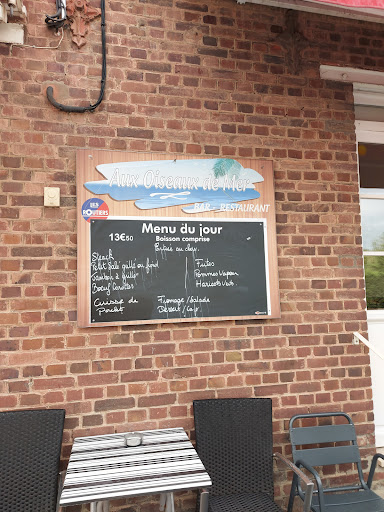 Aux Oiseaux de Mer
BAR - RESTAURANT
LES
ROUTIERS
Menu du jour
13€50
Boisson comprise
Entrée au choix
Steack
Petit Salé grillé au four
Jambon à griller
Bœuf Carottes
Cuisse de
Poulet
Frites
Pommes Vapeur
Haricots Verts
Fromage/Salade
Dessert/Café